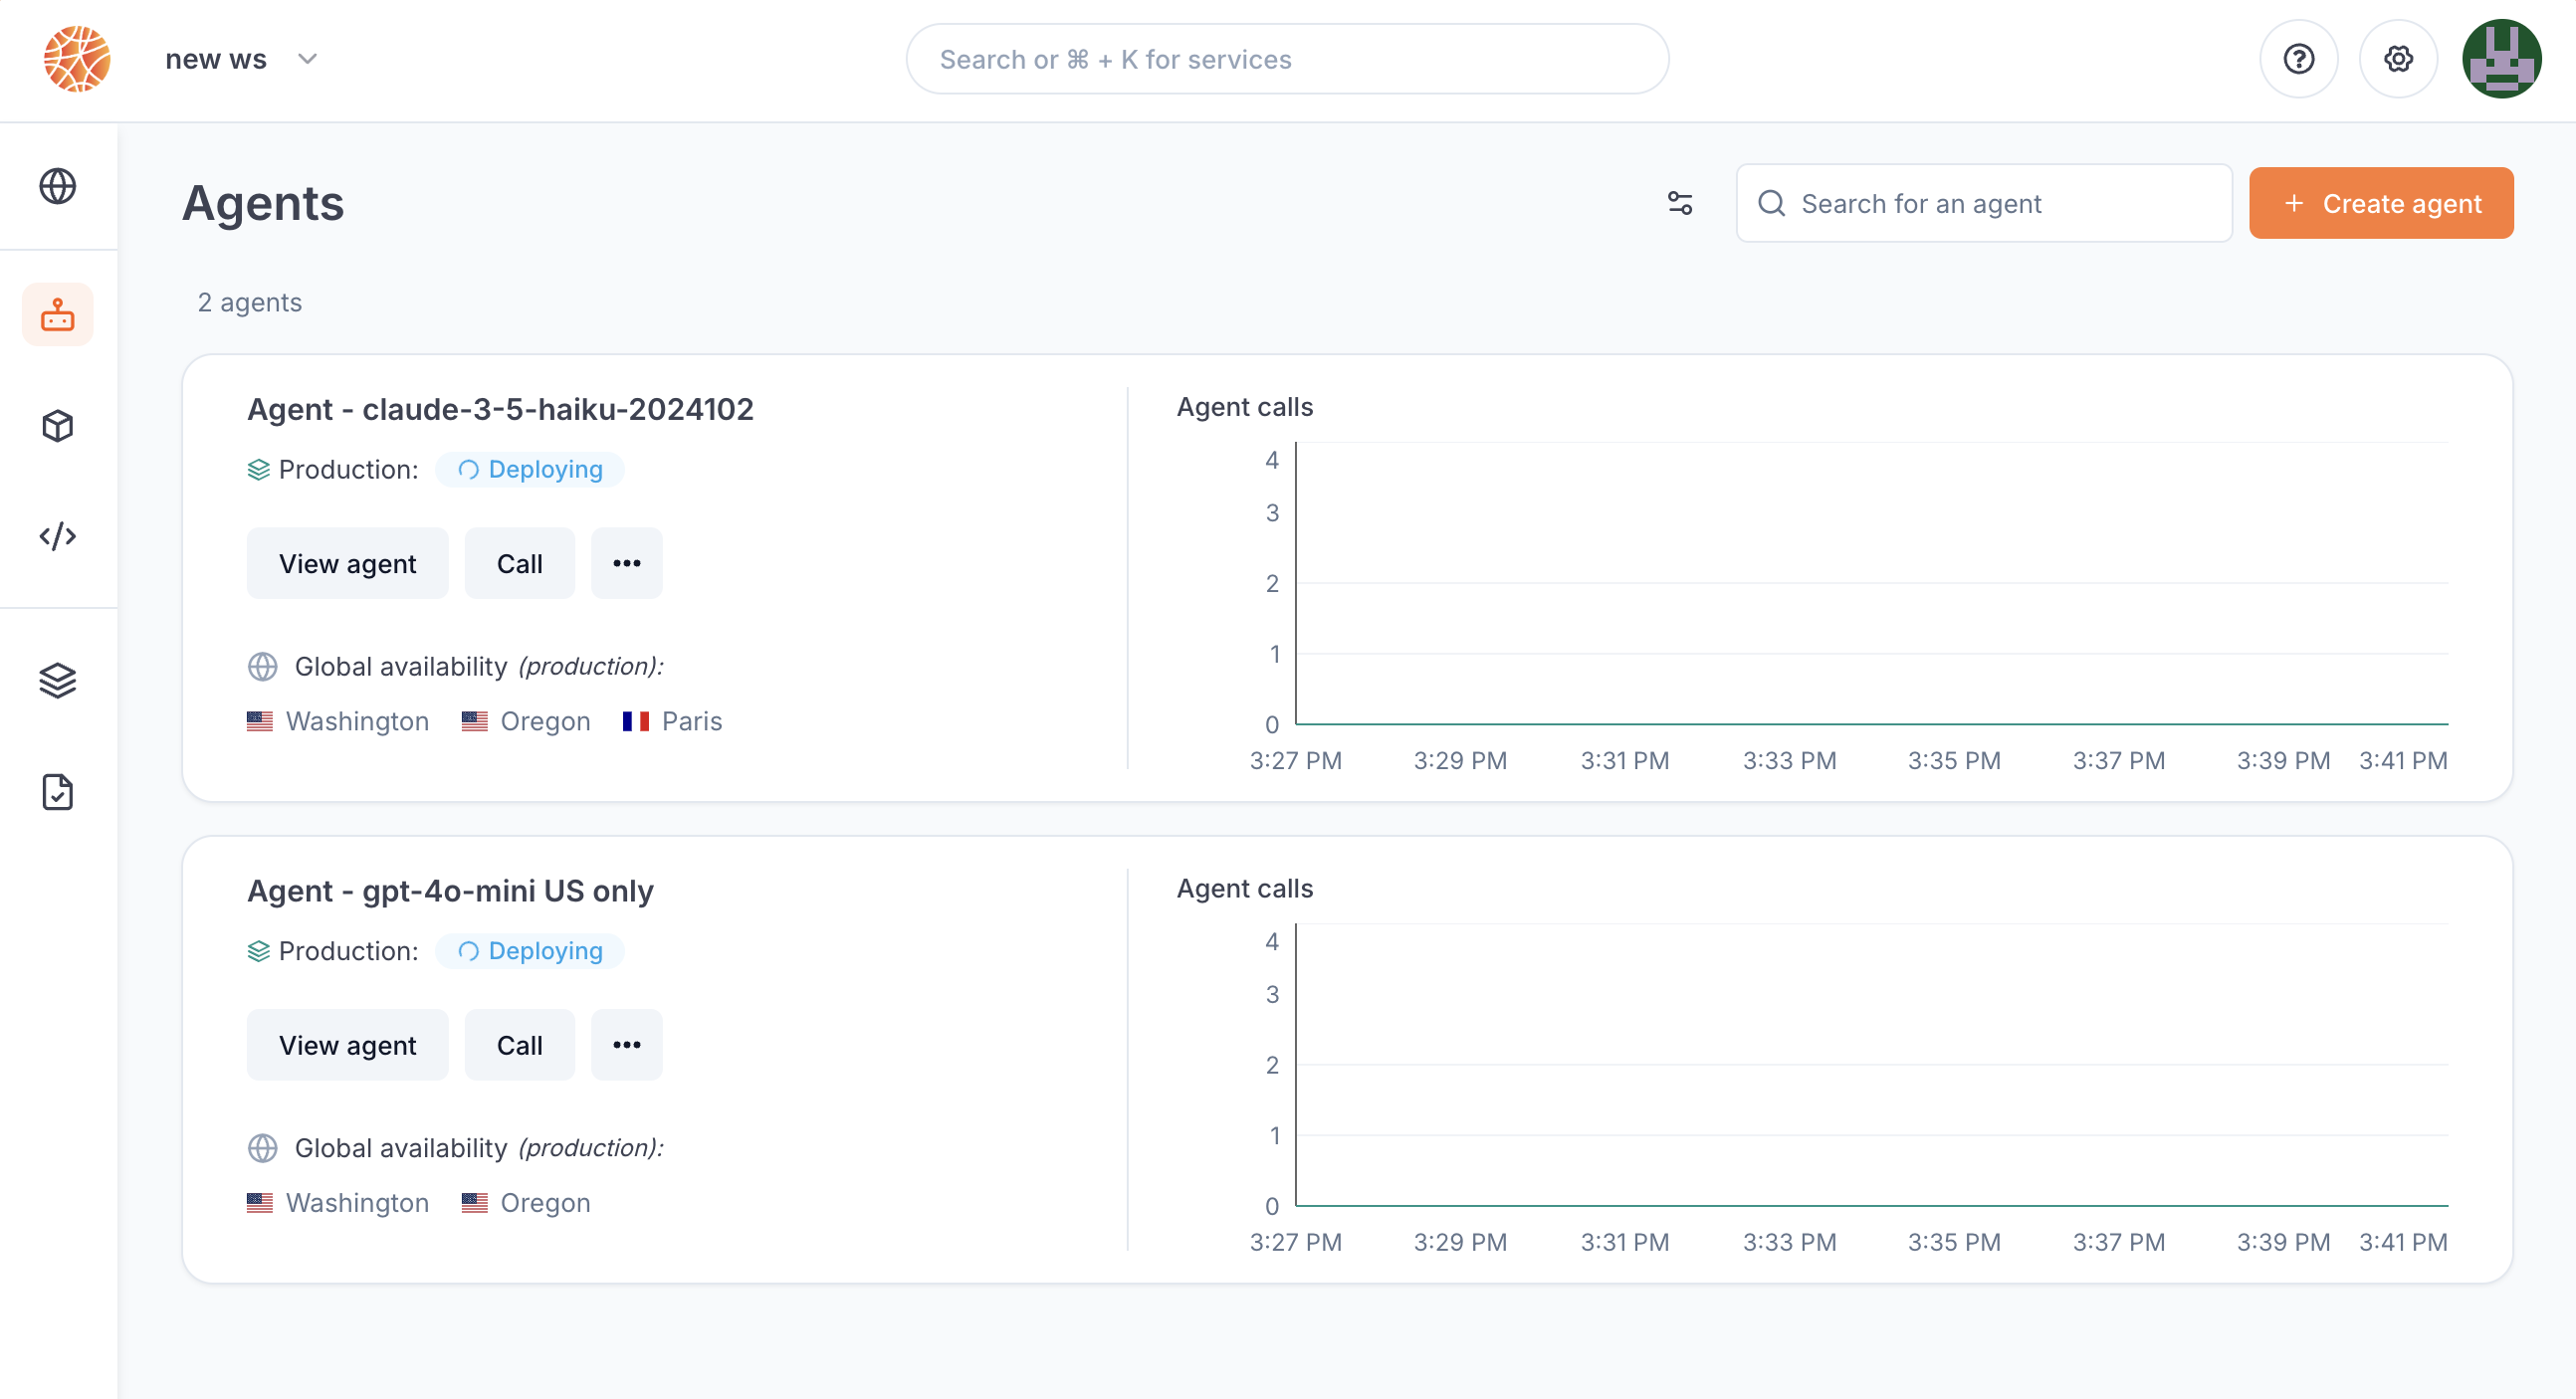 new ws
Search or ⌘ + K for services
Agents
Search for an agent
+ Create agent
2 agents
Agent - claude-3-5-haiku-2024102
Production: Deploying
View agent Call •••
Global availability (production):
Washington Oregon Paris
Agent calls
4
3
2
1
0
3:27 PM 3:29 PM 3:31 PM 3:33 PM 3:35 PM 3:37 PM 3:39 PM 3:41 PM
Agent - gpt-4o-mini US only
Production: Deploying
View agent Call •••
Global availability (production):
Washington Oregon
Agent calls
4
3
2
1
0
3:27 PM 3:29 PM 3:31 PM 3:33 PM 3:35 PM 3:37 PM 3:39 PM 3:41 PM